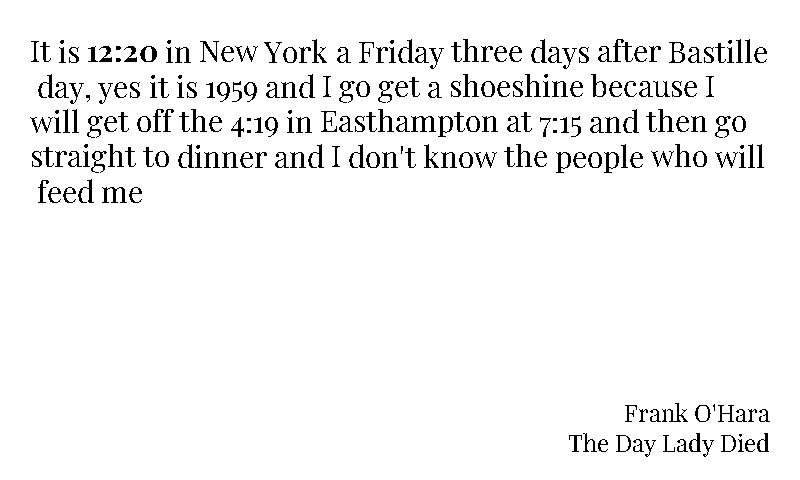 It is 12:20 in New York a Friday three days after Bastille
day, yes it is 1959 and I go get a shoeshine because I
will get off the 4:19 in Easthampton at 7:15 and then go
straight to dinner and I don't know the people who will
feed me
Frank O'Hara
The Day Lady Died